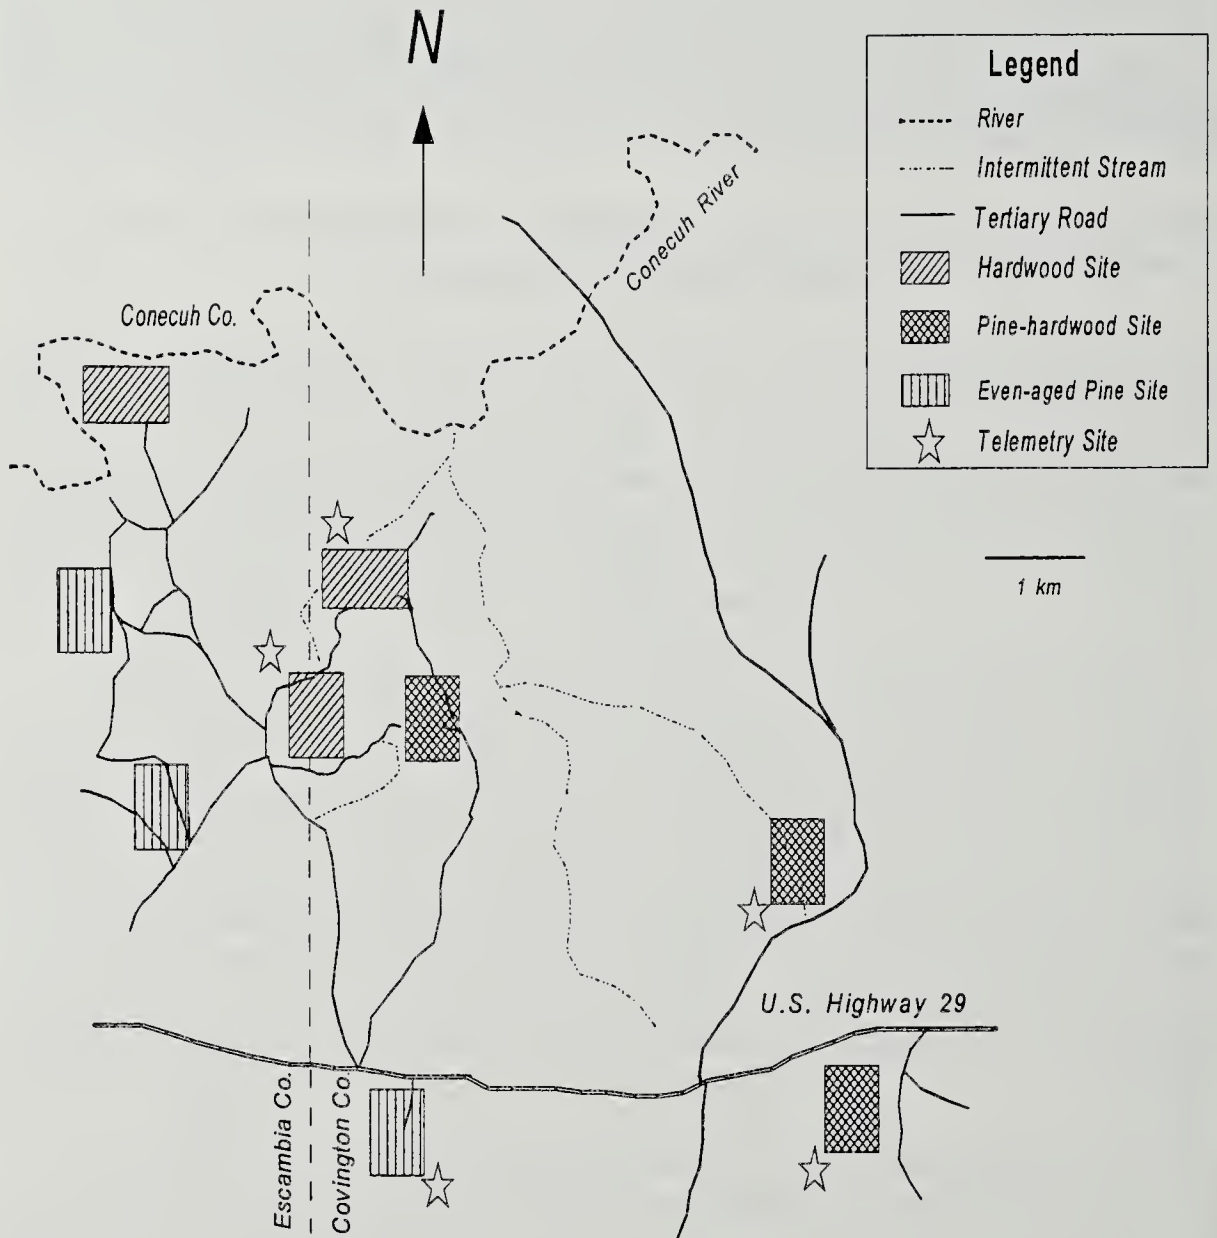 N
Legend
River
Intermittent Stream
Tertiary Road
Hardwood Site
Pine-hardwood Site
Even-aged Pine Site
Telemetry Site
Conecuh River
Conecuh Co.
1 km
U.S. Highway 29
Escambia Co.
Covington Co.